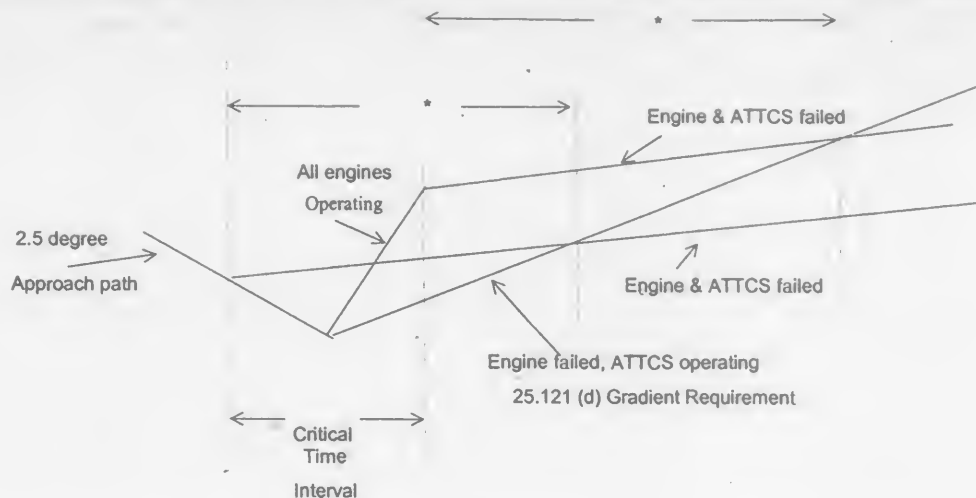 *
*
Engine & ATTCS failed
All engines
Operating
2.5 degree
Approach path
Engine & ATTCS failed
Engine failed, ATTCS operating
25.121 (d) Gradient Requirement
Critical
Time
Interval